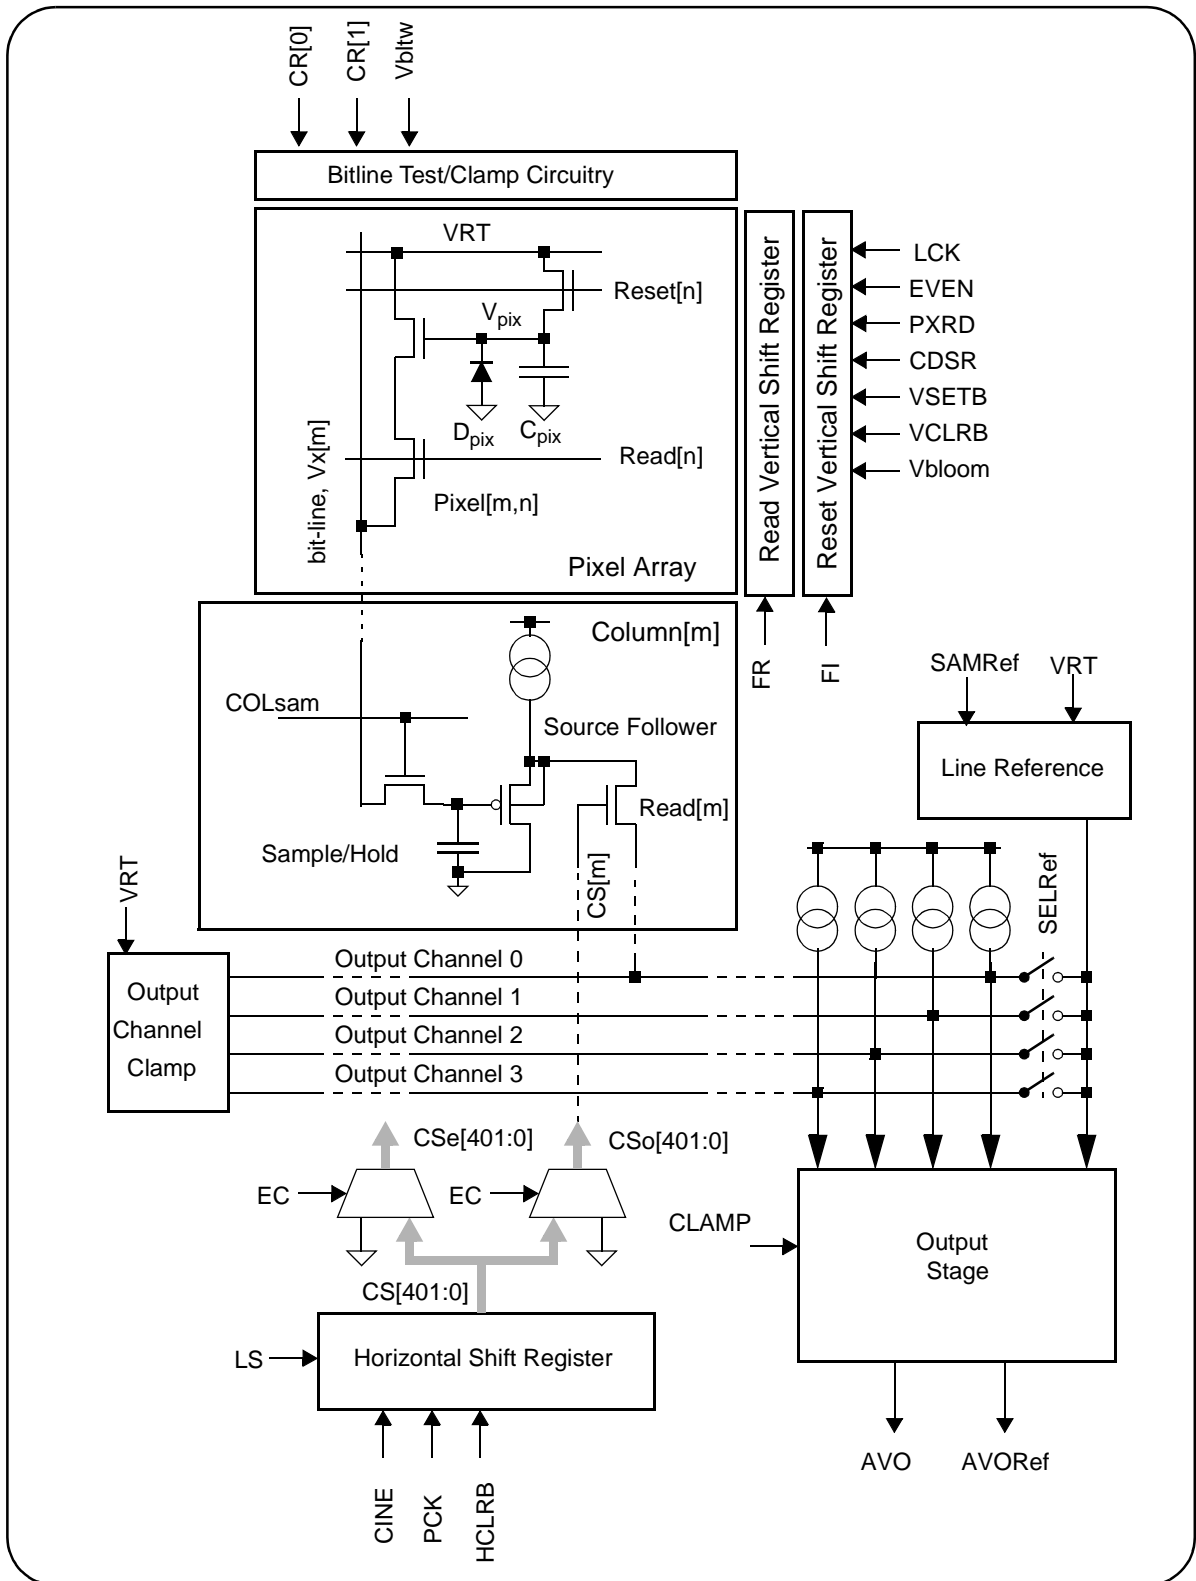 CR[0]
CR[1]
Vbltw
Bitline Test/Clamp Circuitry
VRT
Reset[n]
Vpix
Dpix
Cpix
bit-line, Vx[m]
Read[n]
Pixel[m,n]
Pixel Array
Read Vertical Shift Register
Reset Vertical Shift Register
LCK
EVEN
PXRD
CDSR
VSETB
VCLRB
Vbloom
FR
FI
Column[m]
COLsam
Source Follower
Read[m]
Sample/Hold
CS[m]
SAMRef
VRT
Line Reference
SELRef
VRT
Output
Channel
Clamp
Output Channel 0
Output Channel 1
Output Channel 2
Output Channel 3
CSe[401:0]
CSo[401:0]
EC
EC
CS[401:0]
LS
Horizontal Shift Register
CINE
PCK
HCLRB
CLAMP
Output
Stage
AVO
AVORef